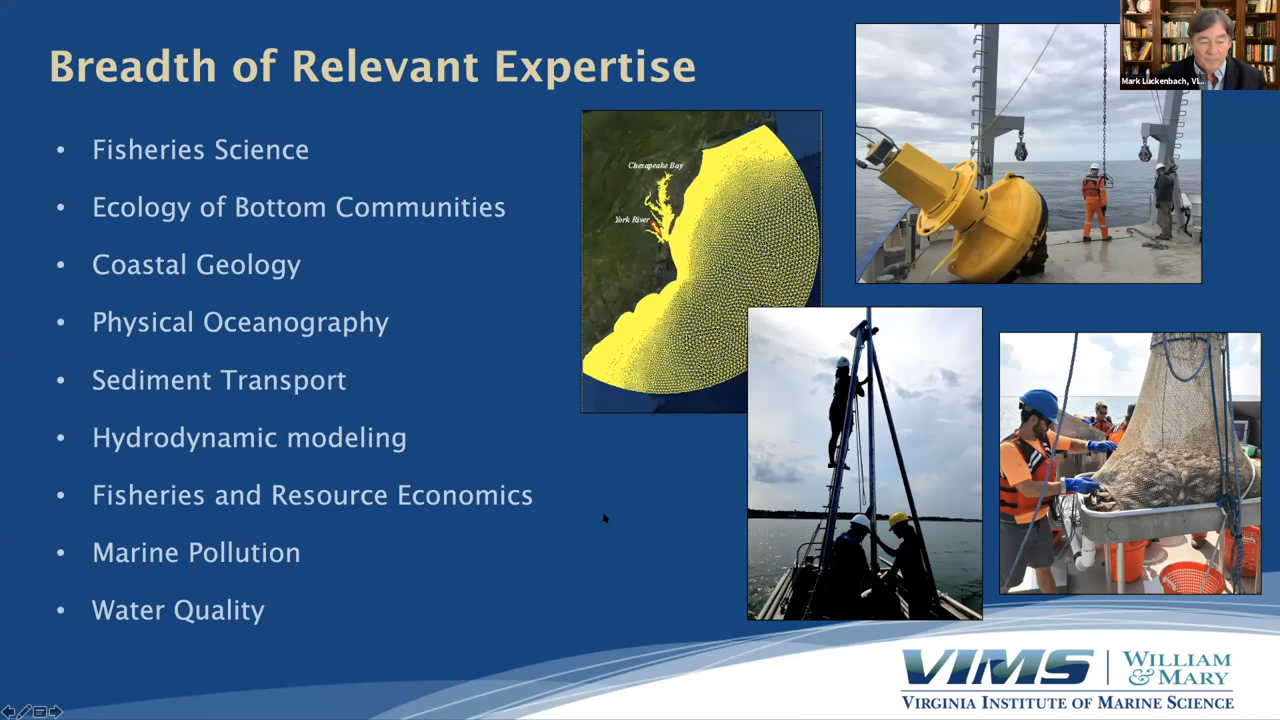 Breadth of Relevant Expertise
• Fisheries Science
• Ecology of Bottom Communities
• Coastal Geology
• Physical Oceanography
• Sediment Transport
• Hydrodynamic modeling
• Fisheries and Resource Economics
• Marine Pollution
• Water Quality
Chesapeake Bay
York River
Mark Luckenbach, VI...
VIMS
WILLIAM
& MARY
VIRGINIA INSTITUTE OF MARINE SCIENCE